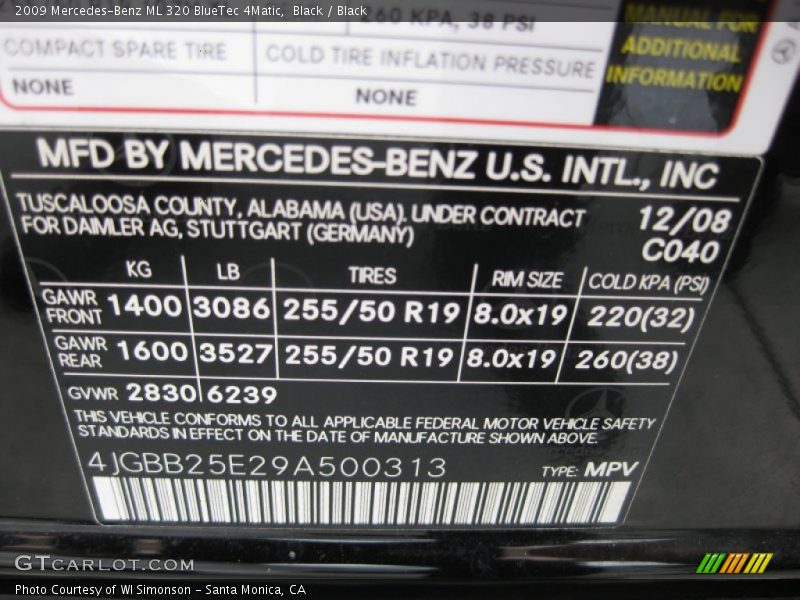 2009 Mercedes-Benz ML 320 BlueTec 4Matic, Black / Black
260 KPA, 38 PSI
MANUAL FOR
ADDITIONAL
INFORMATION
COMPACT SPARE TIRE COLD TIRE INFLATION PRESSURE
NONE NONE
MFD BY MERCEDES-BENZ U.S. INTL., INC
TUSCALOOSA COUNTY, ALABAMA (USA). UNDER CONTRACT 12/08
FOR DAIMLER AG, STUTTGART (GERMANY) C040
KG LB TIRES RIM SIZE COLD KPA (PSI)
GAWR FRONT 1400 3086 255/50 R19 8.0x19 220(32)
GAWR REAR 1600 3527 255/50 R19 8.0x19 260(38)
GVWR 2830 6239
THIS VEHICLE CONFORMS TO ALL APPLICABLE FEDERAL MOTOR VEHICLE SAFETY
STANDARDS IN EFFECT ON THE DATE OF MANUFACTURE SHOWN ABOVE.
4JGBB25E29A500313 TYPE: MPV
GTCARLOT.COM
Photo Courtesy of WI Simonson - Santa Monica, CA